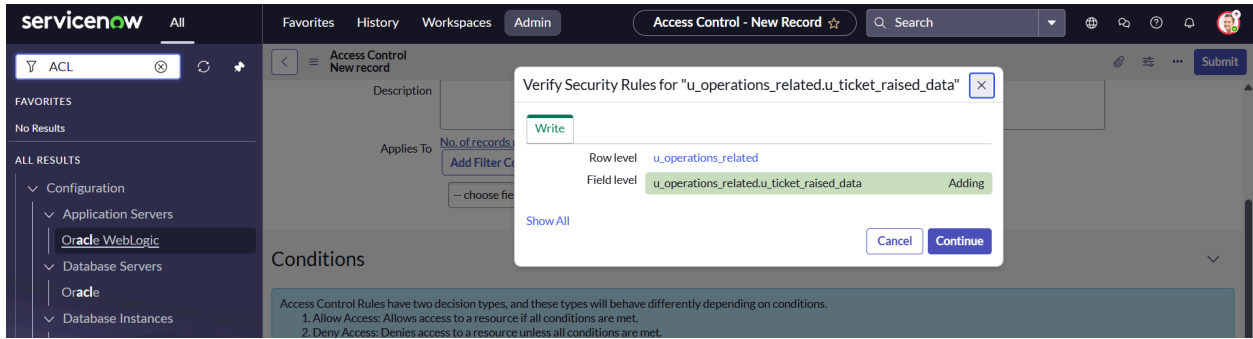 servicenow All Favorites History Workspaces Admin Access Control - New Record Search
ACL
Access Control
New record
Submit
FAVORITES
No Results
ALL RESULTS
Configuration
Application Servers
Oracle WebLogic
Database Servers
Oracle
Database Instances
Description
Applies To
No. of records
Add Filter Co
-- choose fie
Verify Security Rules for "u_operations_related.u_ticket_raised_data"
Write
Row level u_operations_related
Field level u_operations_related.u_ticket_raised_data Adding
Show All
Cancel Continue
Conditions
Access Control Rules have two decision types, and these types will behave differently depending on conditions.
1. Allow Access: Allows access to a resource if all conditions are met.
2. Deny Access: Denies access to a resource unless all conditions are met.